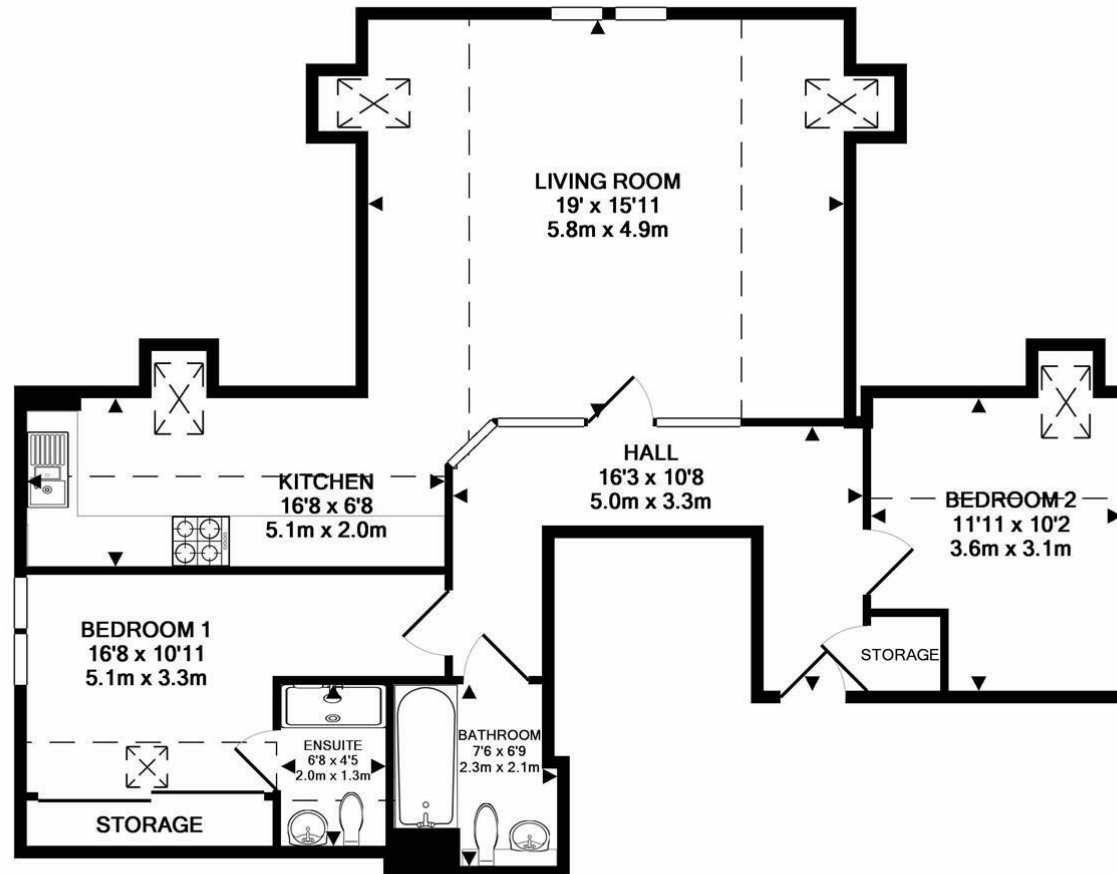 LIVING ROOM
19' x 15'11
5.8m x 4.9m
KITCHEN
16'8 x 6'8
5.1m x 2.0m
HALL
16'3 x 10'8
5.0m x 3.3m
BEDROOM 2
11'11 x 10'2
3.6m x 3.1m
BEDROOM 1
16'8 x 10'11
5.1m x 3.3m
STORAGE
ENSUITE
6'8 x 4'5
2.0m x 1.3m
BATHROOM
7'6 x 6'9
2.3m x 2.1m
STORAGE